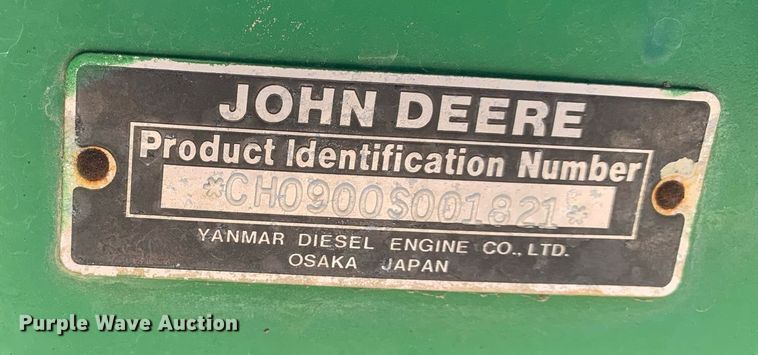 JOHN DEERE
Product Identification Number
*CH0900S001821*
YANMAR DIESEL ENGINE CO., LTD.
OSAKA JAPAN
Purple Wave Auction